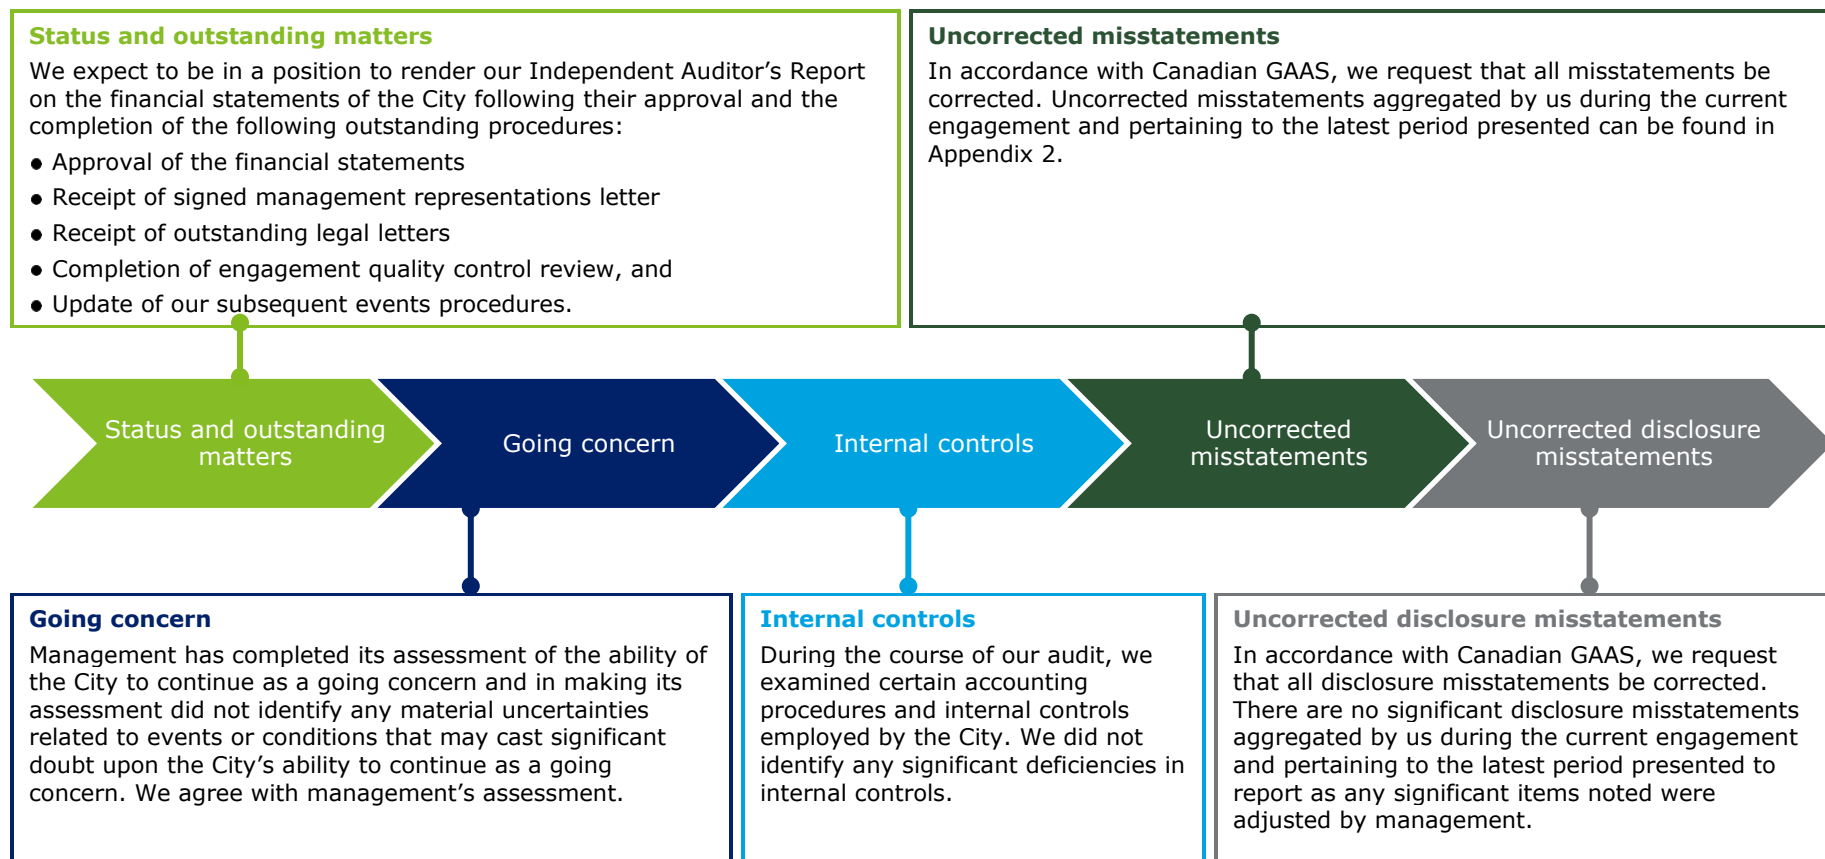 Status and outstanding matters
We expect to be in a position to render our Independent Auditor’s Report
on the financial statements of the City following their approval and the
completion of the following outstanding procedures:
● Approval of the financial statements
● Receipt of signed management representations letter
● Receipt of outstanding legal letters
● Completion of engagement quality control review, and
● Update of our subsequent events procedures.
Uncorrected misstatements
In accordance with Canadian GAAS, we request that all misstatements be
corrected. Uncorrected misstatements aggregated by us during the current
engagement and pertaining to the latest period presented can be found in
Appendix 2.
Status and outstanding
matters
Going concern
Internal controls
Uncorrected
misstatements
Uncorrected disclosure
misstatements
Going concern
Management has completed its assessment of the ability of
the City to continue as a going concern and in making its
assessment did not identify any material uncertainties
related to events or conditions that may cast significant
doubt upon the City’s ability to continue as a going
concern. We agree with management’s assessment.
Internal controls
During the course of our audit, we
examined certain accounting
procedures and internal controls
employed by the City. We did not
identify any significant deficiencies in
internal controls.
Uncorrected disclosure misstatements
In accordance with Canadian GAAS, we request
that all disclosure misstatements be corrected.
There are no significant disclosure misstatements
aggregated by us during the current engagement
and pertaining to the latest period presented to
report as any significant items noted were
adjusted by management.